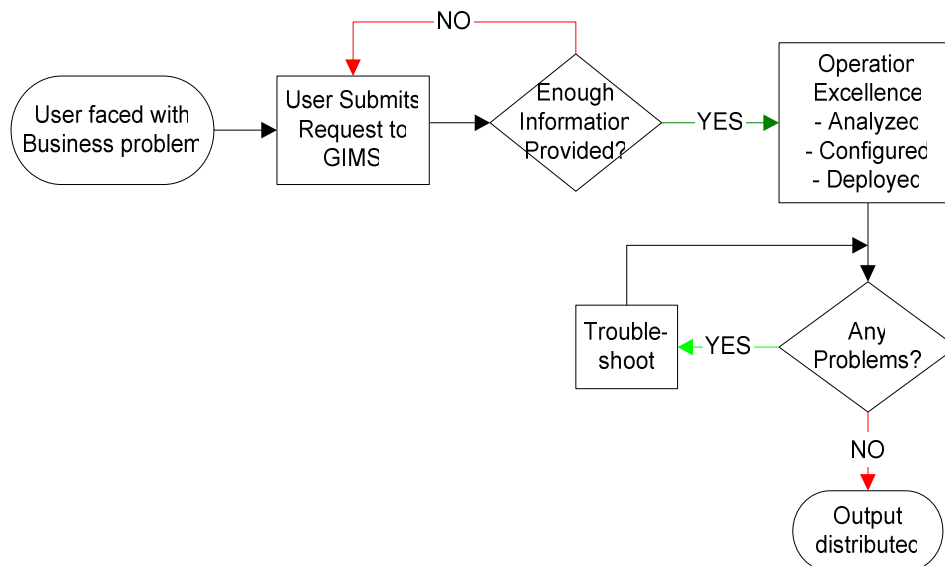 NO
User faced with
Business problem
User Submits
Request to
GIMS
Enough
Information
Provided?
YES
Operation
Excellence
- Analyzed
- Configured
- Deployed
Trouble-
shoot
YES
Any
Problems?
NO
Output
distributed